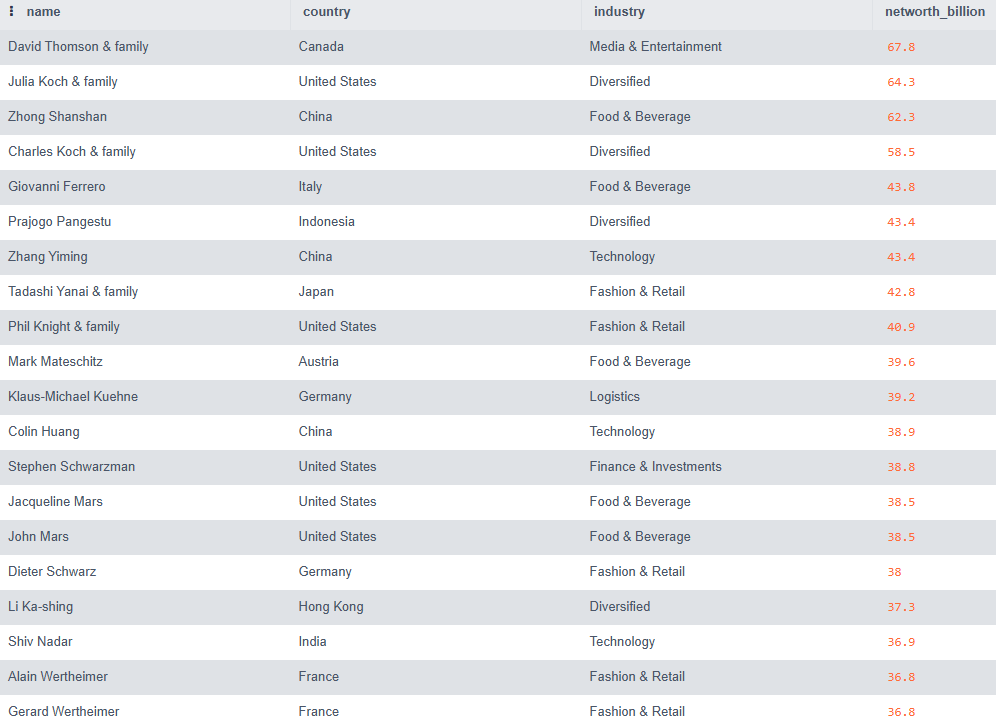 name country industry networth_billion
David Thomson & family Canada Media & Entertainment 67.8
Julia Koch & family United States Diversified 64.3
Zhong Shanshan China Food & Beverage 62.3
Charles Koch & family United States Diversified 58.5
Giovanni Ferrero Italy Food & Beverage 43.8
Prajogo Pangestu Indonesia Diversified 43.4
Zhang Yiming China Technology 43.4
Tadashi Yanai & family Japan Fashion & Retail 42.8
Phil Knight & family United States Fashion & Retail 40.9
Mark Mateschitz Austria Food & Beverage 39.6
Klaus-Michael Kuehne Germany Logistics 39.2
Colin Huang China Technology 38.9
Stephen Schwarzman United States Finance & Investments 38.8
Jacqueline Mars United States Food & Beverage 38.5
John Mars United States Food & Beverage 38.5
Dieter Schwarz Germany Fashion & Retail 38
Li Ka-shing Hong Kong Diversified 37.3
Shiv Nadar India Technology 36.9
Alain Wertheimer France Fashion & Retail 36.8
Gerard Wertheimer France Fashion & Retail 36.8